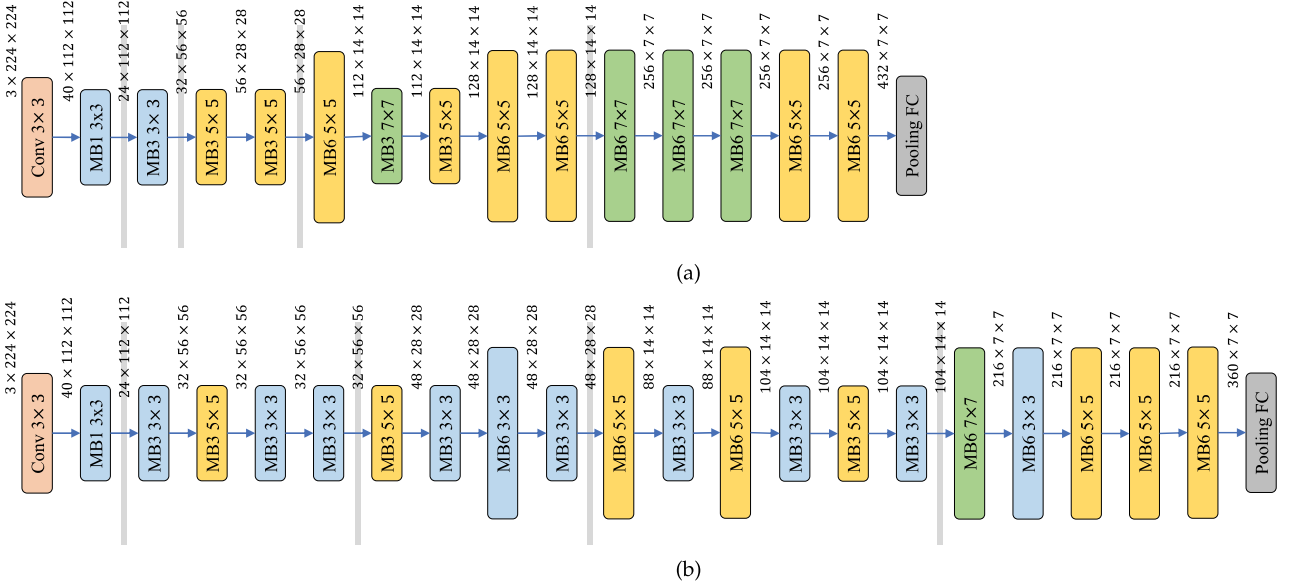 3 × 224 × 224
40 × 112 × 112
24 × 112 × 112
32 × 56 × 56
56 × 28 × 28
56 × 28 × 28
112 × 14 × 14
112 × 14 × 14
128 × 14 × 14
128 × 14 × 14
128 × 14 × 14
256 × 7 × 7
256 × 7 × 7
256 × 7 × 7
256 × 7 × 7
432 × 7 × 7
Conv 3× 3
MB1 3x3
MB3 3× 3
MB3 5× 5
MB3 5× 5
MB6 5× 5
MB3 7×7
MB3 5×5
MB6 5×5
MB6 5×5
MB6 7×7
MB6 7×7
MB6 7×7
MB6 5×5
MB6 5×5
Pooling FC
(a)
3 × 224 × 224
40 × 112 × 112
24 × 112 × 112
32 × 56 × 56
32 × 56 × 56
32 × 56 × 56
32 × 56 × 56
48 × 28 × 28
48 × 28 × 28
48 × 28 × 28
48 × 28 × 28
88 × 14 × 14
88 × 14 × 14
104 × 14 × 14
104 × 14 × 14
104 × 14 × 14
104 × 14 × 14
216 × 7 × 7
216 × 7 × 7
216 × 7 × 7
216 × 7 × 7
360 × 7 × 7
Conv 3× 3
MB1 3x3
MB3 3× 3
MB3 5× 5
MB3 3× 3
MB3 3× 3
MB3 5× 5
MB3 3× 3
MB6 3× 3
MB3 3× 3
MB6 5× 5
MB3 3× 3
MB6 5× 5
MB3 3× 3
MB3 5× 5
MB3 3× 3
MB6 7×7
MB6 3× 3
MB6 5× 5
MB6 5× 5
MB6 5× 5
Pooling FC
(b)